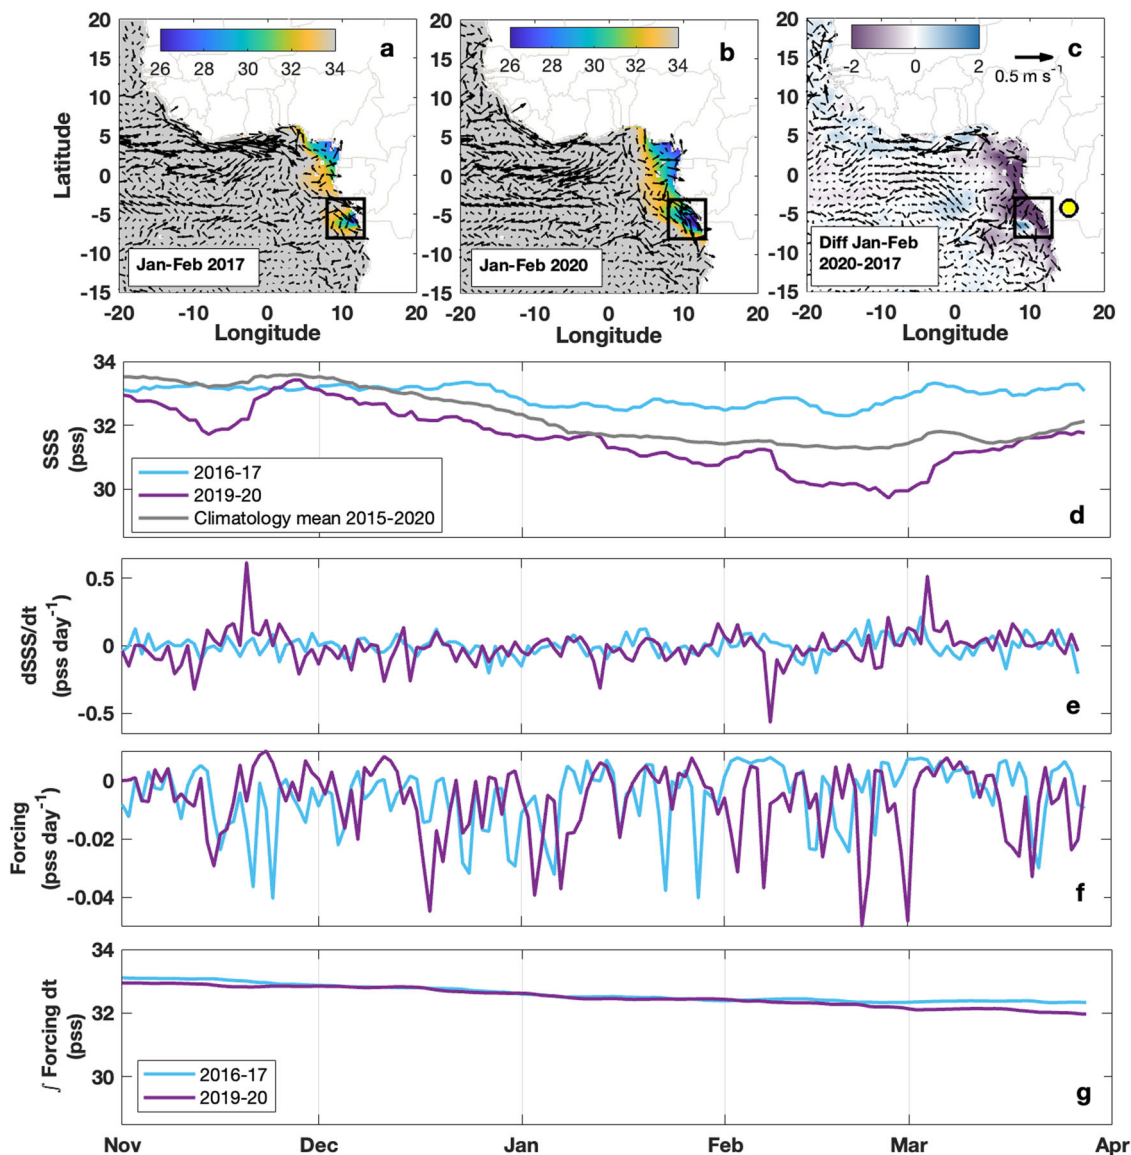 20
15
10
5
0
-5
-10
-15
Latitude
26 28 30 32 34
a
Jan-Feb 2017
-20 -10 0 10 20
Longitude
20
15
10
5
0
-5
-10
-15
26 28 30 32 34
b
Jan-Feb 2020
-20 -10 0 10 20
Longitude
20
15
10
5
0
-5
-10
-15
-2 0 2
c
0.5 m s-1
Diff Jan-Feb
2020-2017
-20 -10 0 10 20
Longitude
34
32
30
SSS
(pss)
2016-17
2019-20
Climatology mean 2015-2020
d
0.5
0
-0.5
dSSS/dt
(pss day-1)
e
0
-0.02
-0.04
Forcing
(pss day-1)
f
34
32
30
∫ Forcing dt
(pss)
2016-17
2019-20
g
Nov Dec Jan Feb Mar Apr